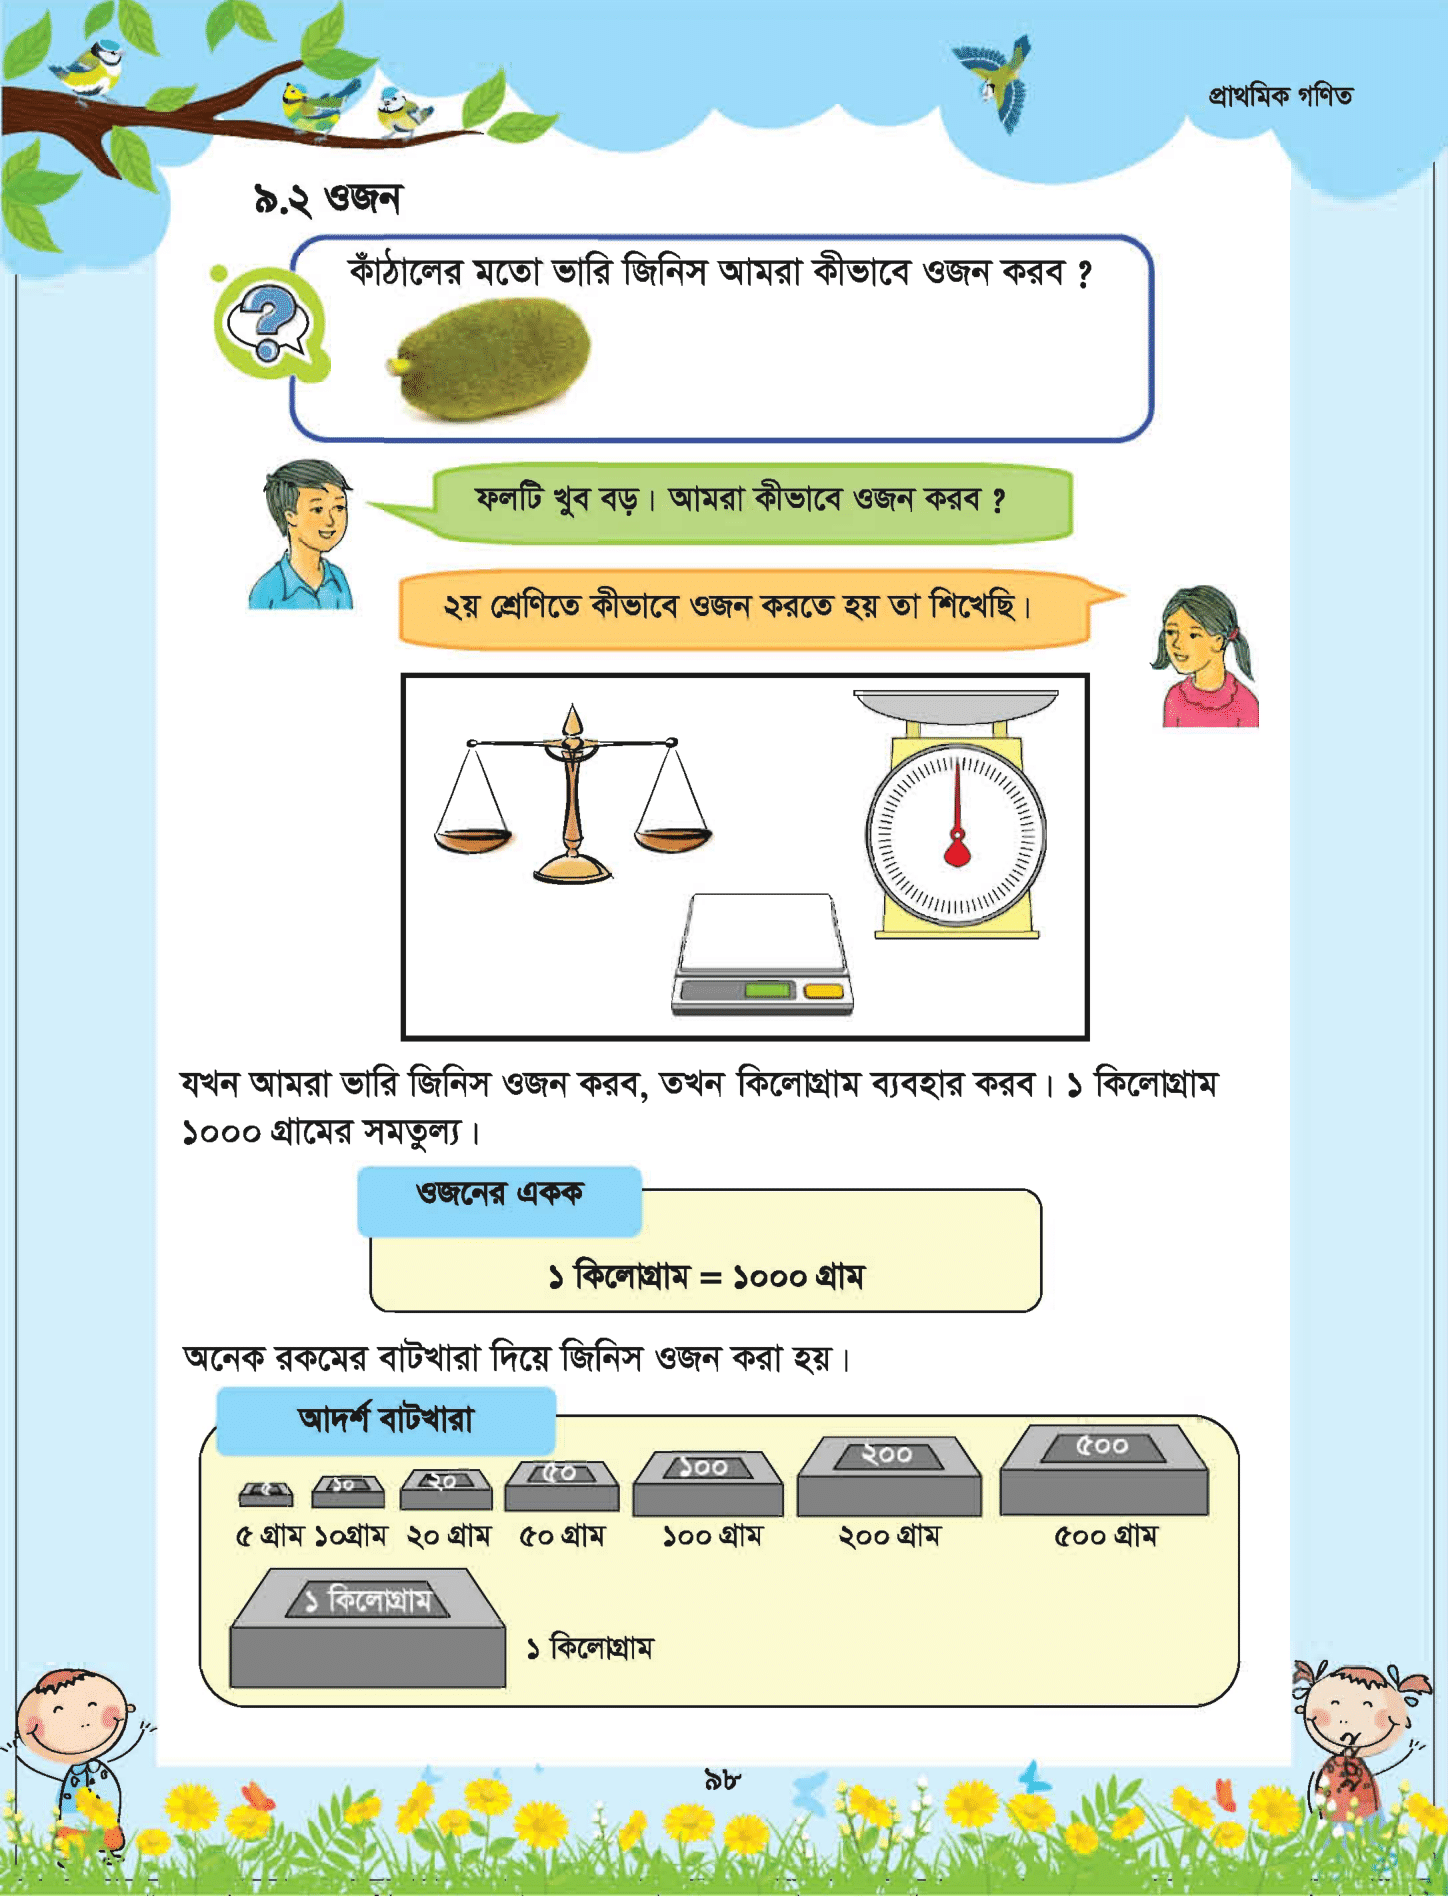 প্রাথমিক গণিত
৯.২ ওজন
কাঁঠালের মতো ভারি জিনিস আমরা কীভাবে ওজন করব ?
ফলটি খুব বড়। আমরা কীভাবে ওজন করব ?
২য় শ্রেণিতে কীভাবে ওজন করতে হয় তা শিখেছি।
যখন আমরা ভারি জিনিস ওজন করব, তখন কিলোগ্রাম ব্যবহার করব। ১ কিলোগ্রাম
১০০০ গ্রামের সমতুল্য।
ওজনের একক
১ কিলোগ্রাম = ১০০০ গ্রাম
অনেক রকমের বাটখারা দিয়ে জিনিস ওজন করা হয়।
আদর্শ বাটখারা
৫ ১০ ২০ ৫০ ১০০ ২০০ ৫০০
৫ গ্রাম ১০গ্রাম ২০ গ্রাম ৫০ গ্রাম ১০০ গ্রাম ২০০ গ্রাম ৫০০ গ্রাম
১ কিলোগ্রাম
১ কিলোগ্রাম
৯৮